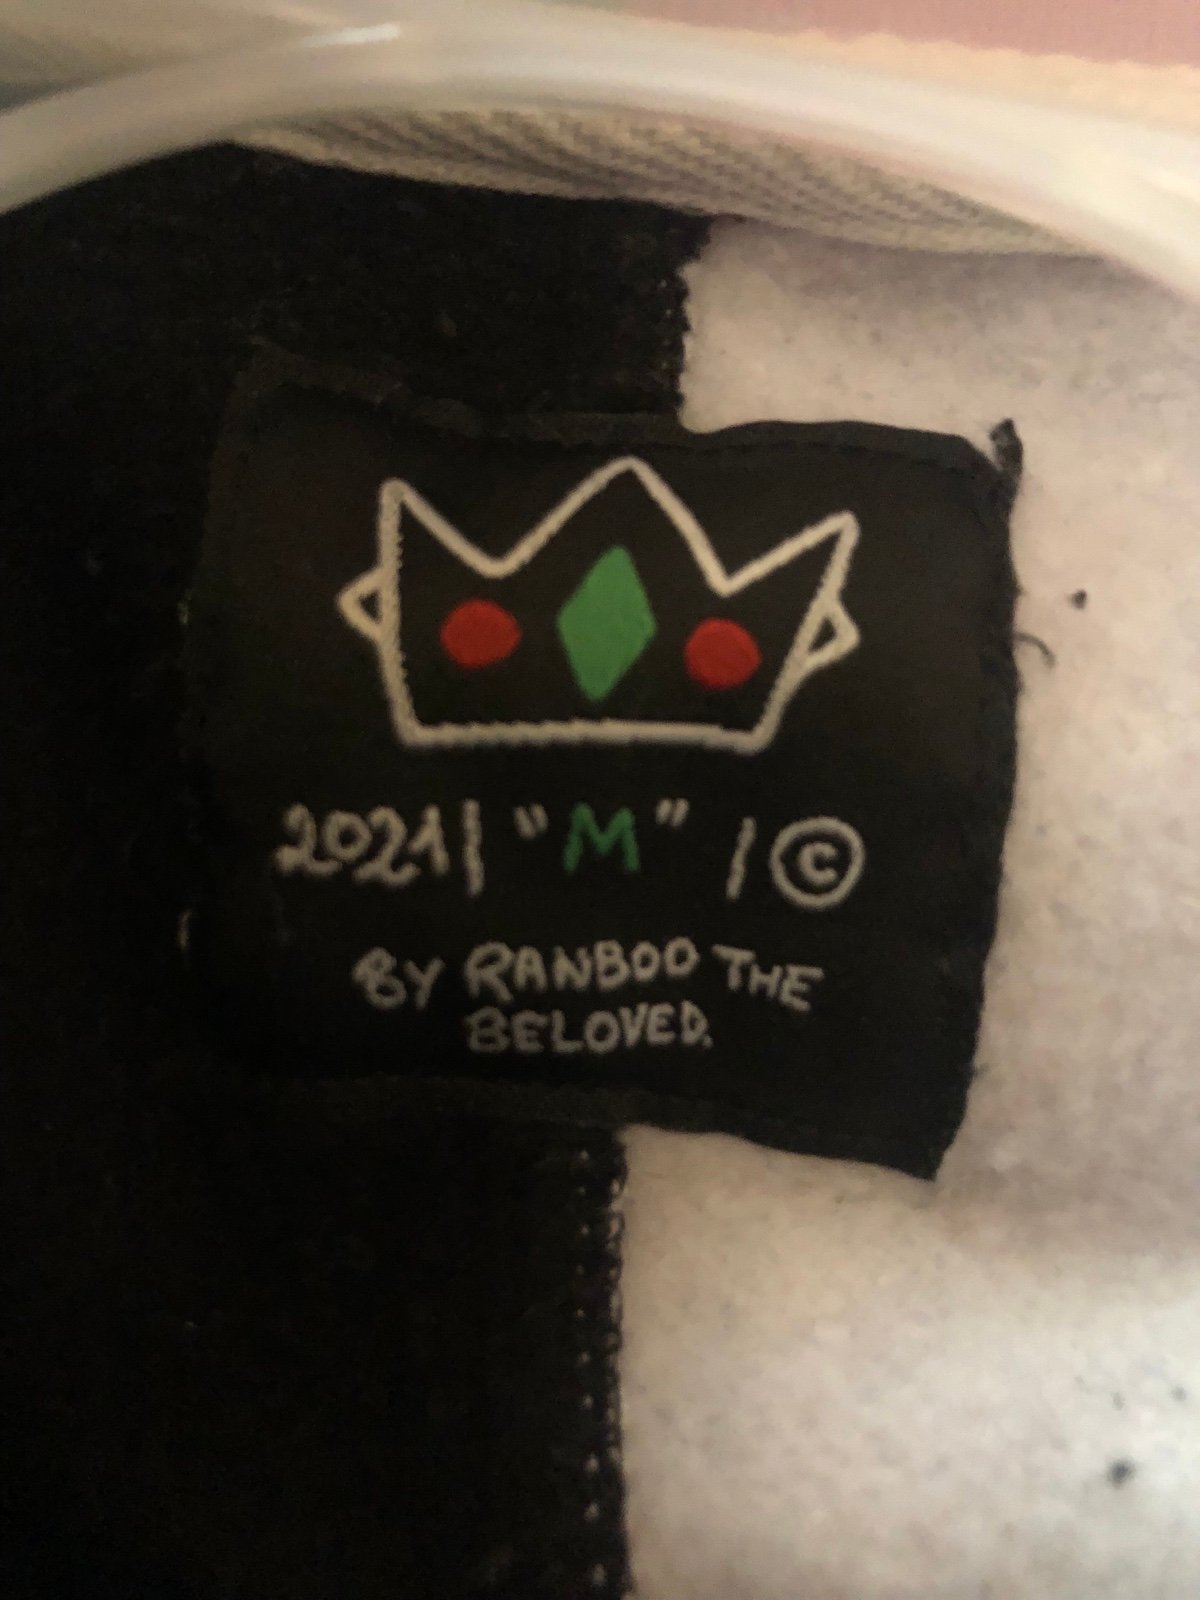 2021 | "M" / ©
BY RANBOO THE
BELOVED.